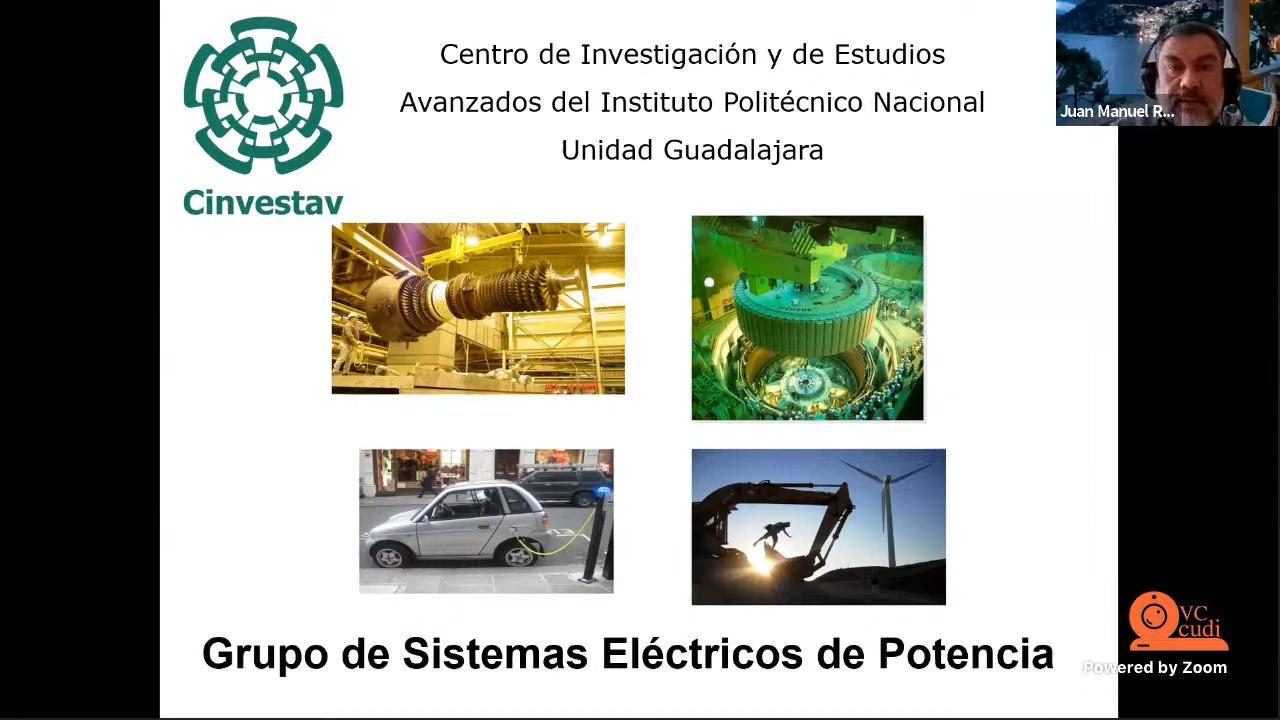 Centro de Investigación y de Estudios
Avanzados del Instituto Politécnico Nacional
Unidad Guadalajara
Juan Manuel R...
Cinvestav
SIEMENS
Grupo de Sistemas Eléctricos de Potencia
VC
cudi
Powered by Zoom